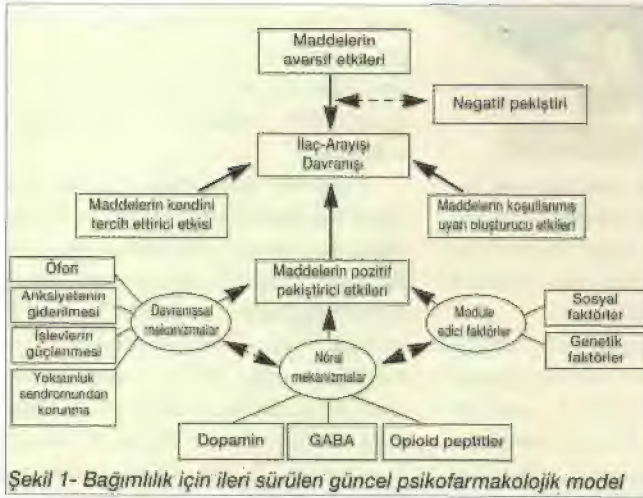 Maddelerin
aversif etkileri
Negatif pekiştiri
İlaç-Arayışı
Davranışı
Maddelerin kendini
tercih ettirici etkisi
Maddelerin koşullanmış
uyarı oluşturucu etkileri
Maddelerin pozitif
pekiştirici etkileri
Öfori
Anksiyetenin
giderilmesi
İşlevlerin
güçlenmesi
Yoksunluk
sendromundan
korunma
Davranışsal
mekanizmalar
Nöral
mekanizmalar
Module
edici faktörler
Sosyal
faktörler
Genetik
faktörler
Dopamin
GABA
Opioid peptitler
Şekil 1- Bağımlılık için ileri sürülen güncel psikofarmakolojik model